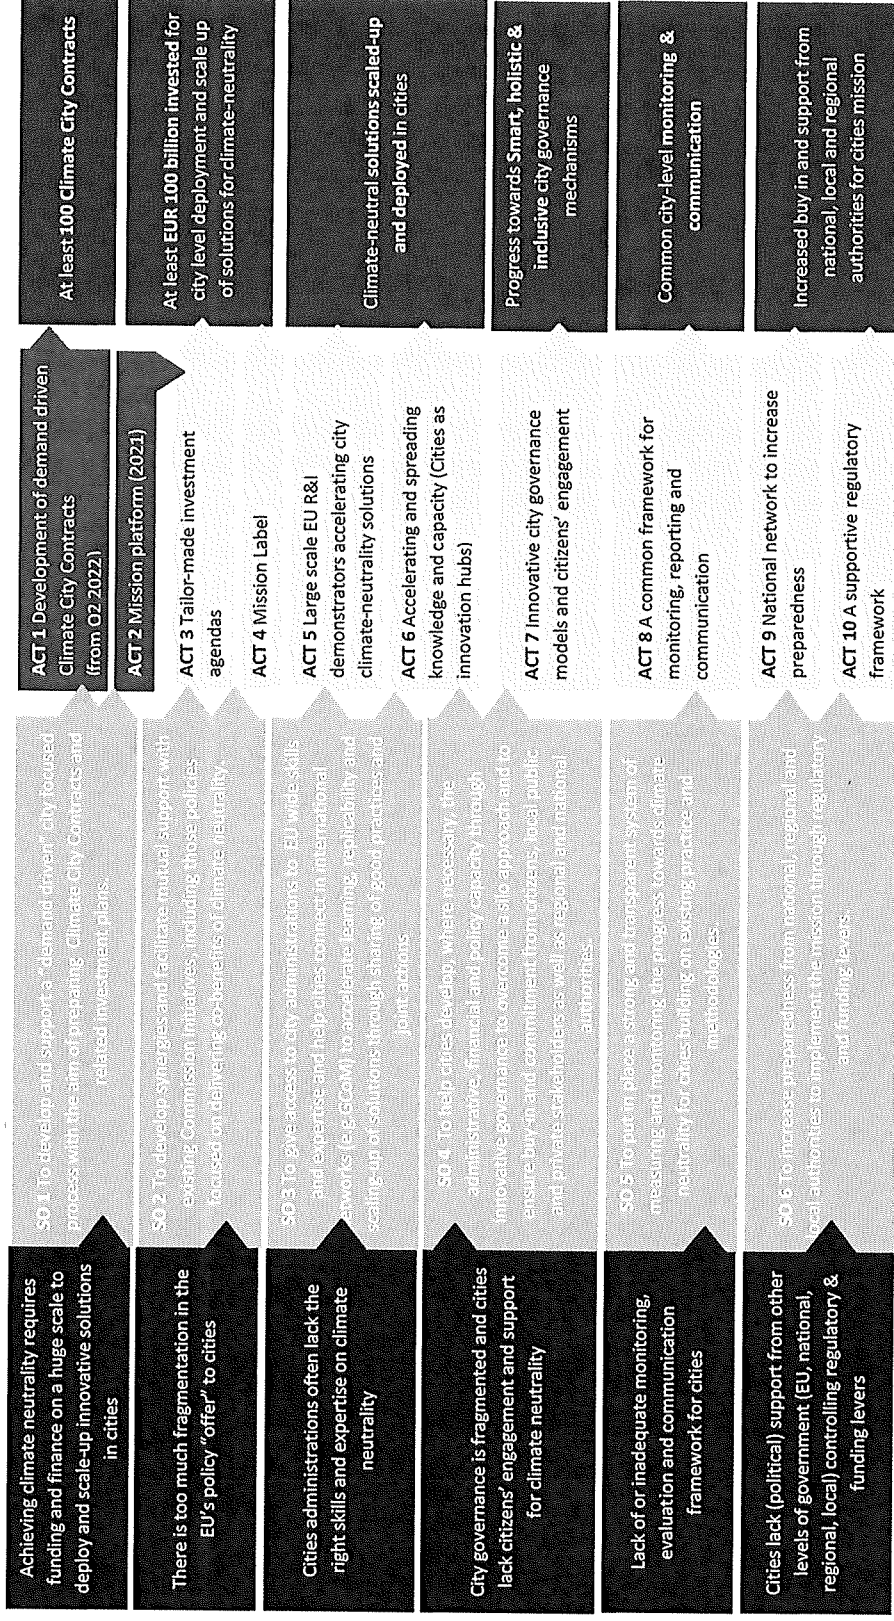 Achieving climate neutrality requires
funding and finance on a huge scale to
deploy and scale-up innovative solutions
in cities
There is too much fragmentation in the
EU's policy "offer" to cities
Cities administrations often lack the
right skills and expertise on climate
neutrality
City governance is fragmented and cities
lack citizens' engagement and support
for climate neutrality
Lack of or inadequate monitoring,
evaluation and communication
framework for cities
Cities lack (political) support from other
levels of government (EU, national,
regional, local) controlling regulatory &
funding levers
SO 1 To develop and support a "demand driven" city focused
process with the aim of preparing Climate City Contracts and
related investment plans.
SO 2 To develop synergies and facilitate mutual support with
existing Commission Initiatives, including those policies
focused on delivering co-benefits of climate neutrality.
SO 3 To give access to city administrations to EU wide skills
and expertise and help cities connect in international
networks (e.g GCoM) to accelerate learning, replicability and
scaling-up of solutions through sharing of good practices and
joint actions
SO 4 To help cities develop, where necessary, the
administrative, financial and policy capacity through
innovative governance to overcome a silo approach and to
ensure buy-in and commitment from citizens, local public
and private stakeholders as well as regional and national
authorities
SO 5 To put in place a strong and transparent system of
measuring and monitoring the progress towards climate
neutrality for cities building on existing practice and
methodologies
SO 6 To increase preparedness from national, regional and
local authorities to implement the mission through regulatory
and funding levers.
ACT 1 Development of demand driven
Climate City Contracts
(from O2 2022)
ACT 2 Mission platform (2021)
ACT 3 Tailor-made investment
agendas
ACT 4 Mission Label
ACT 5 Large scale EU R&I
demonstrators accelerating city
climate-neutrality solutions
ACT 6 Accelerating and spreading
knowledge and capacity (Cities as
innovation hubs)
ACT 7 Innovative city governance
models and citizens' engagement
ACT 8 A common framework for
monitoring, reporting and
communication
ACT 9 National network to increase
preparedness
ACT 10 A supportive regulatory
framework
At least 100 Climate City Contracts
At least EUR 100 billion invested for
city level deployment and scale up
of solutions for climate-neutrality
Climate-neutral solutions scaled-up
and deployed in cities
Progress towards Smart, holistic &
inclusive city governance
mechanisms
Common city-level monitoring &
communication
Increased buy in and support from
national, local and regional
authorities for cities mission